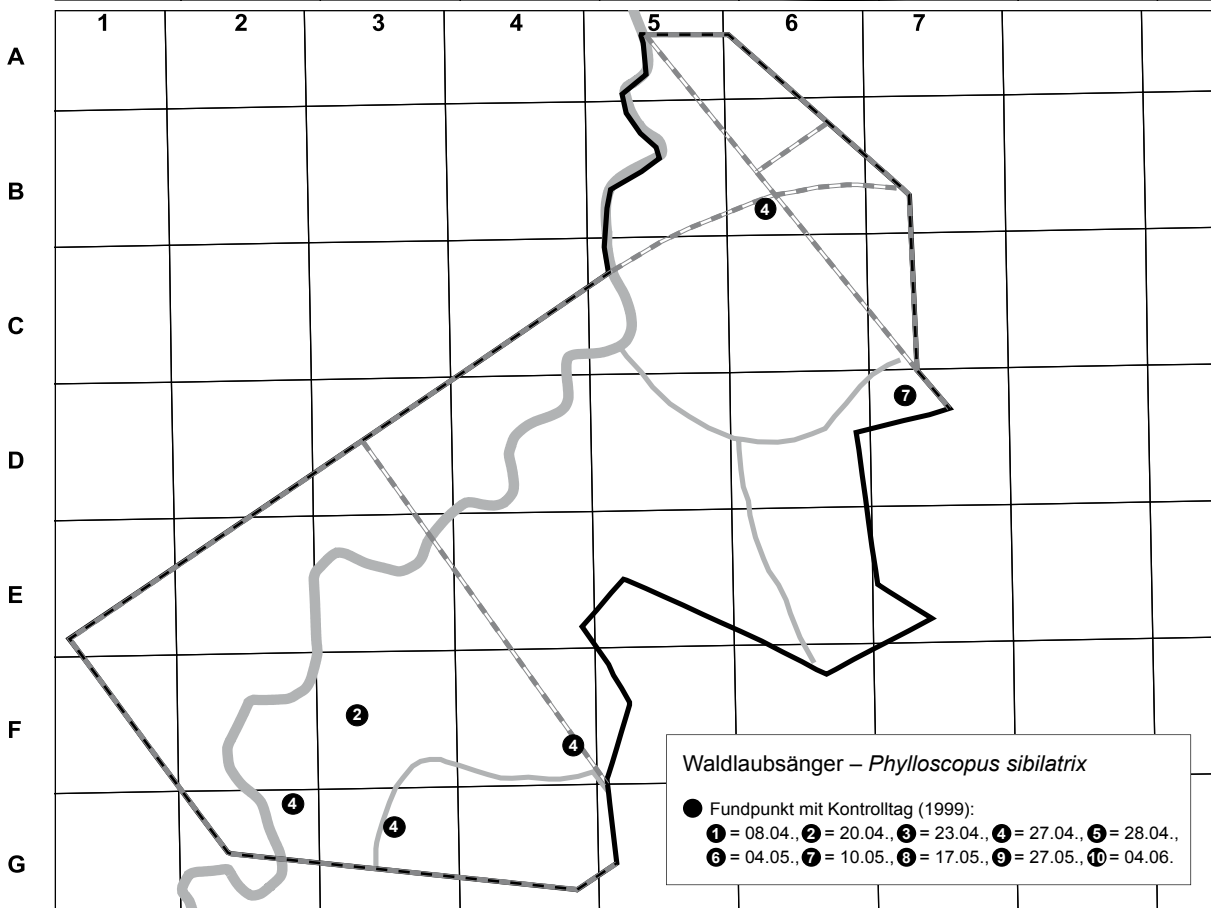 1 2 3 4 5 6 7
A
B
4
C
7
D
E
2
F
4
4
4
G
Waldlaubsänger – Phylloscopus sibilatrix
Fundpunkt mit Kontrolltag (1999):
1 = 08.04., 2 = 20.04., 3 = 23.04., 4 = 27.04., 5 = 28.04.,
6 = 04.05., 7 = 10.05., 8 = 17.05., 9 = 27.05., 10 = 04.06.